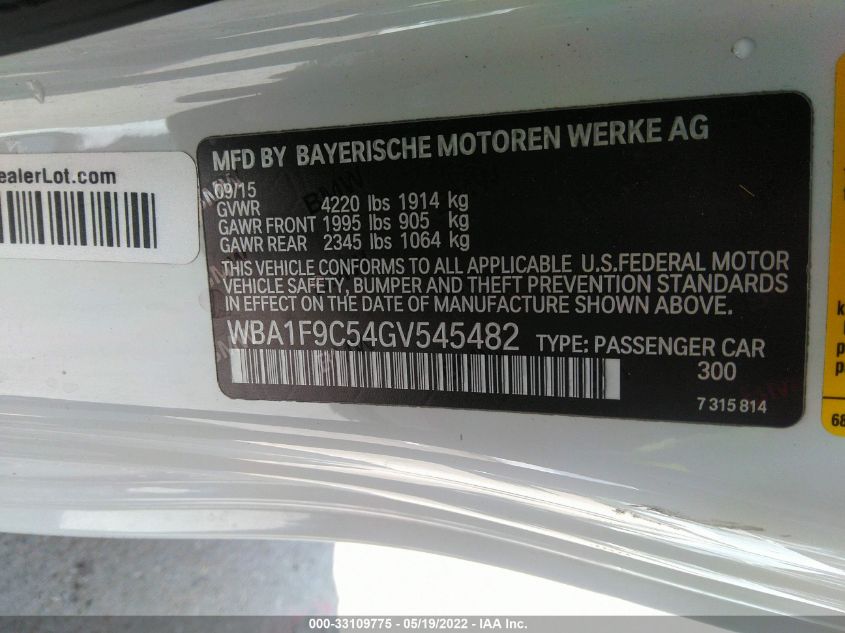 ealerLot.com
MFD BY BAYERISCHE MOTOREN WERKE AG
09/15
GVWR 4220 lbs 1914 kg
GAWR FRONT 1995 lbs 905 kg
GAWR REAR 2345 lbs 1064 kg
THIS VEHICLE CONFORMS TO ALL APPLICABLE U.S.FEDERAL MOTOR
VEHICLE SAFETY, BUMPER AND THEFT PREVENTION STANDARDS
IN EFFECT ON THE DATE OF MANUFACTURE SHOWN ABOVE.
WBA1F9C54GV545482 TYPE: PASSENGER CAR
300
7 315 814
68
000-33109775 - 05/19/2022 - IAA Inc.